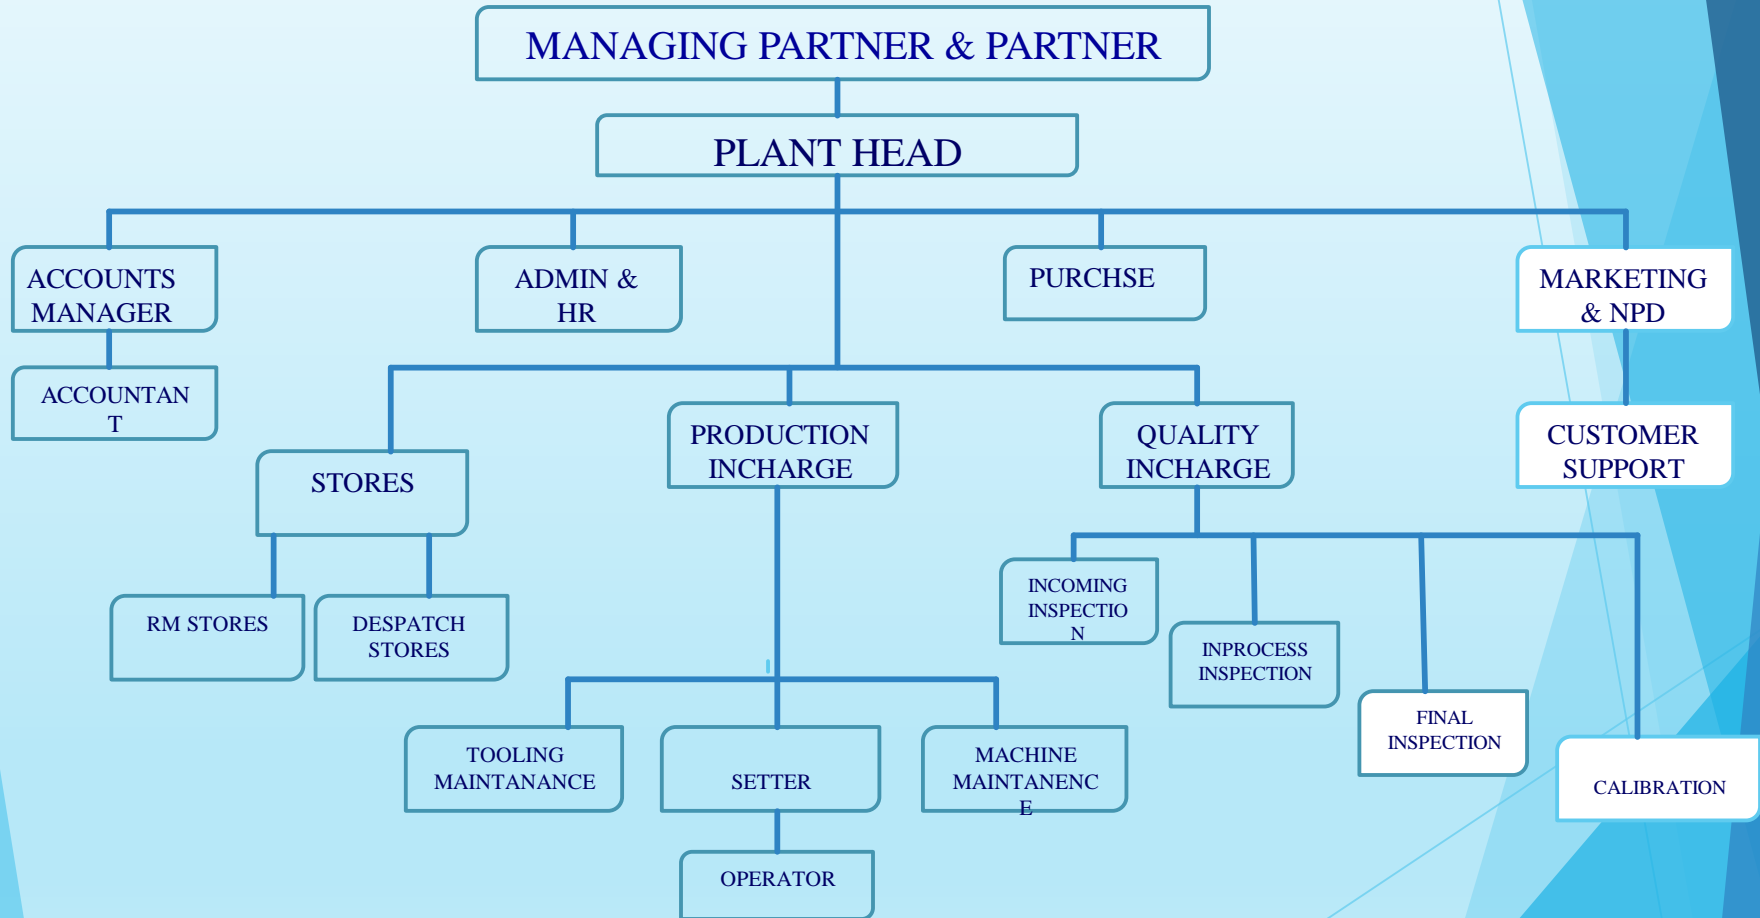 MANAGING PARTNER & PARTNER
PLANT HEAD
ACCOUNTS
MANAGER
ADMIN &
HR
PURCHSE
MARKETING
& NPD
ACCOUNTAN
T
STORES
PRODUCTION
INCHARGE
QUALITY
INCHARGE
CUSTOMER
SUPPORT
RM STORES
DESPATCH
STORES
INCOMING
INSPECTIO
N
INPROCESS
INSPECTION
FINAL
INSPECTION
CALIBRATION
TOOLING
MAINTANANCE
SETTER
MACHINE
MAINTANENC
E
OPERATOR